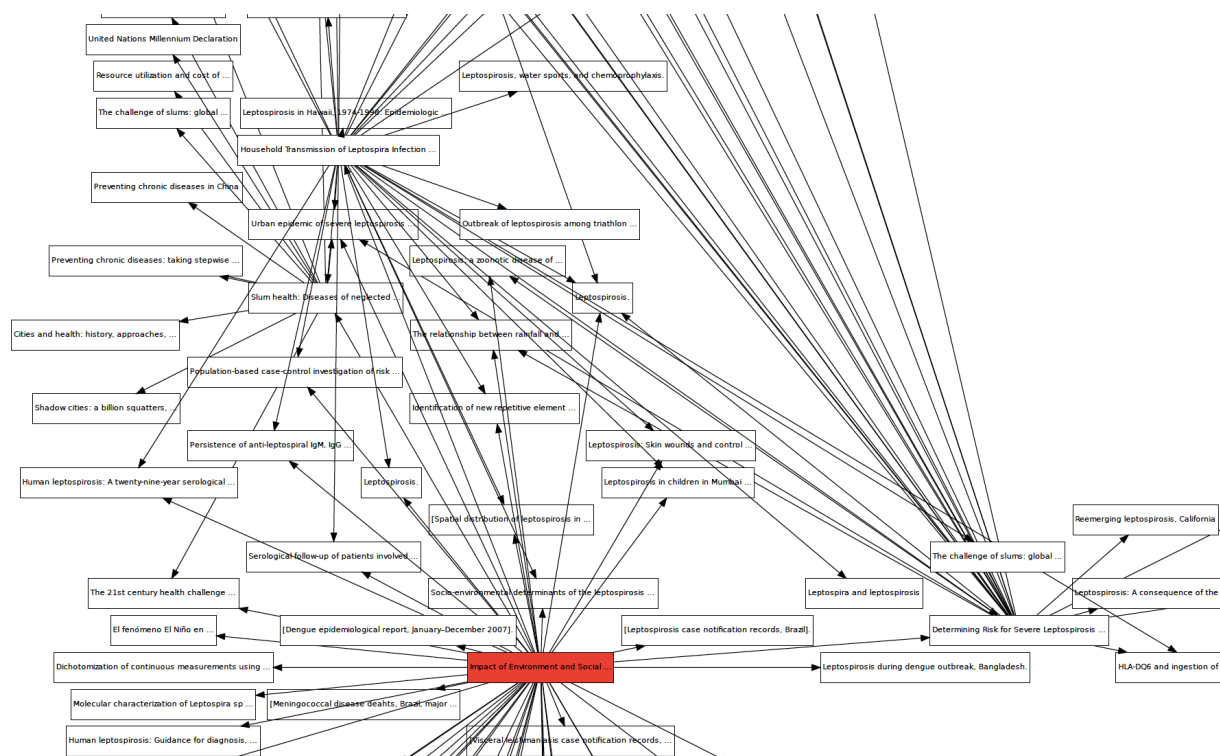 United Nations Millennium Declaration
Resource utilization and cost of ...
Leptospirosis, water sports, and chemoprophylaxis.
The challenge of slums: global ...
Leptospirosis in Hawaii, 1974-1998: Epidemiologic ...
Household Transmission of Leptospira Infection ...
Preventing chronic diseases in China
Urban epidemic of severe leptospirosis ...
Outbreak of leptospirosis among triathlon ...
Preventing chronic diseases: taking stepwise ...
Leptospirosis: a zoonotic disease of ...
Slum health: Diseases of neglected ...
Leptospirosis.
Cities and health: history, approaches, ...
The relationship between rainfall and
Population-based case-control investigation of risk ...
Shadow cities: a billion squatters, ...
Identification of new repetitive element ...
Persistence of anti-leptospiral IgM, IgG ...
Leptospirosis: Skin wounds and control ...
Human leptospirosis: A twenty-nine-year serological ...
Leptospirosis.
Leptospirosis in children in Mumbai ...
[Spatial distribution of leptospirosis in ...
Reemerging leptospirosis, California
Serological follow-up of patients involved ...
The challenge of slums: global ...
The 21st century health challenge ...
Socio-environmental determinants of the leptospirosis ...
Leptospira and leptospirosis
Leptospirosis: A consequence of the
El fenómeno El Niño en ...
[Dengue epidemiological report, January–December 2007].
[Leptospirosis case notification records, Brazil].
Determining Risk for Severe Leptospirosis ...
Dichotomization of continuous measurements using ...
Impact of Environment and Social ...
Leptospirosis during dengue outbreak, Bangladesh.
HLA-DQ6 and ingestion of
Molecular characterization of Leptospira sp ...
[Meningococcal disease deahts, Brazil, major ...
Human leptospirosis: Guidance for diagnosis, ...
[Visceral leishmaniasis case notification records, ...